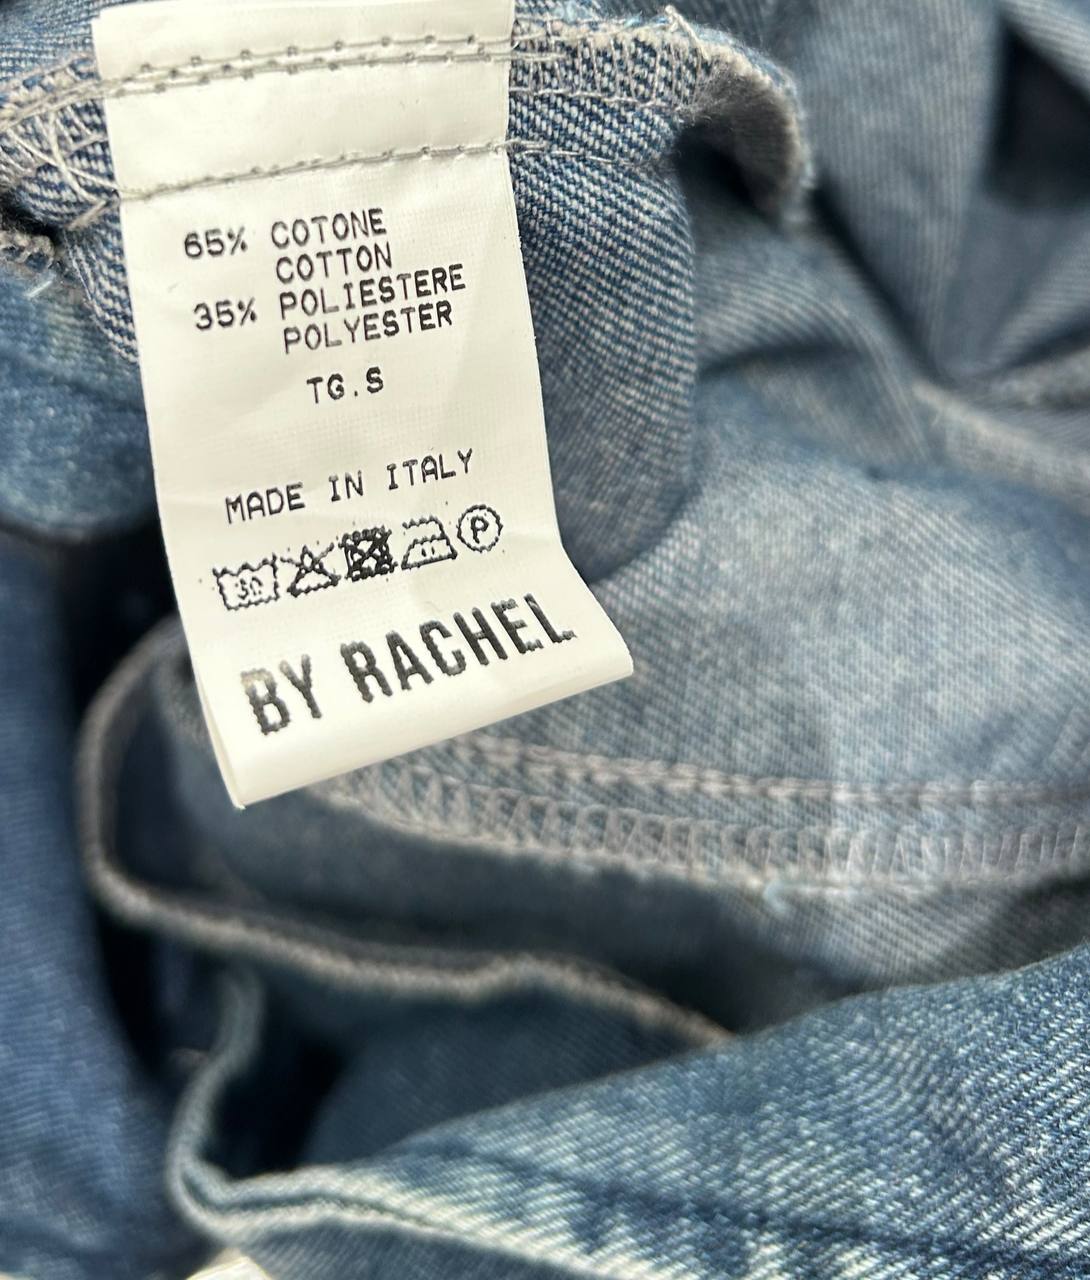 65% COTONE
COTTON
35% POLIESTERE
POLYESTER
TG.S
MADE IN ITALY
30 P
BY RACHEL